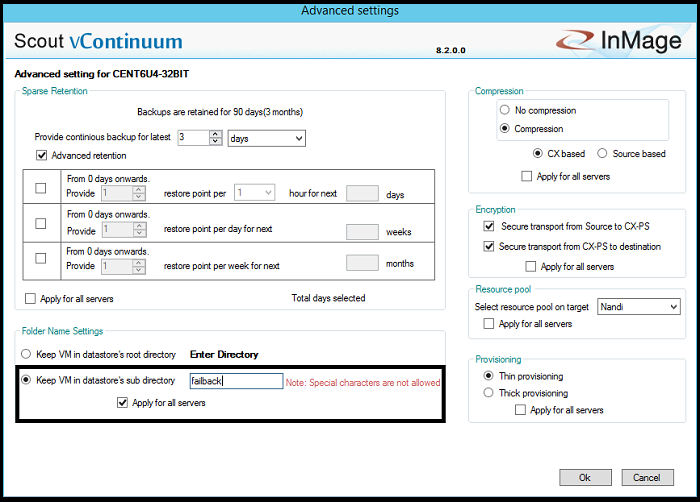 Advanced settings
Scout vContinuum
8.2.0.0
InMage
Advanced setting for CENT6U4-32BIT
Sparse Retention
Backups are retained for 90 days(3 months)
Provide continious backup for latest 3 days
Advanced retention
From 0 days onwards.
Provide 1 restore point per 1 hour for next days
From 0 days onwards.
Provide 1 restore point per day for next weeks
From 0 days onwards.
Provide 1 restore point per week for next months
Apply for all servers Total days selected
Folder Name Settings
Keep VM in datastore's root directory Enter Directory
Keep VM in datastore's sub directory failback Note: Special characters are not allowed
Apply for all servers
Compression
No compression
Compression
CX based Source based
Apply for all servers
Encryption
Secure transport from Source to CX-PS
Secure transport from CX-PS to destination
Apply for all servers
Resource pool
Select resource pool on target Nandi
Apply for all servers
Provisioning
Thin provisioning
Thick provisioning
Apply for all servers
Ok Cancel